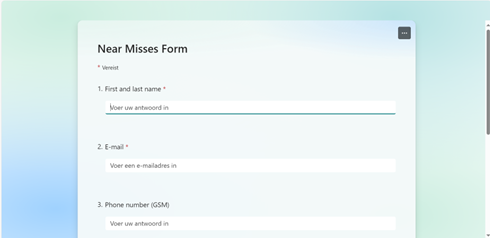 Near Misses Form
* Vereist
1. First and last name *
Voer uw antwoord in
2. E-mail *
Voer een e-mailadres in
3. Phone number (GSM)
Voer uw antwoord in